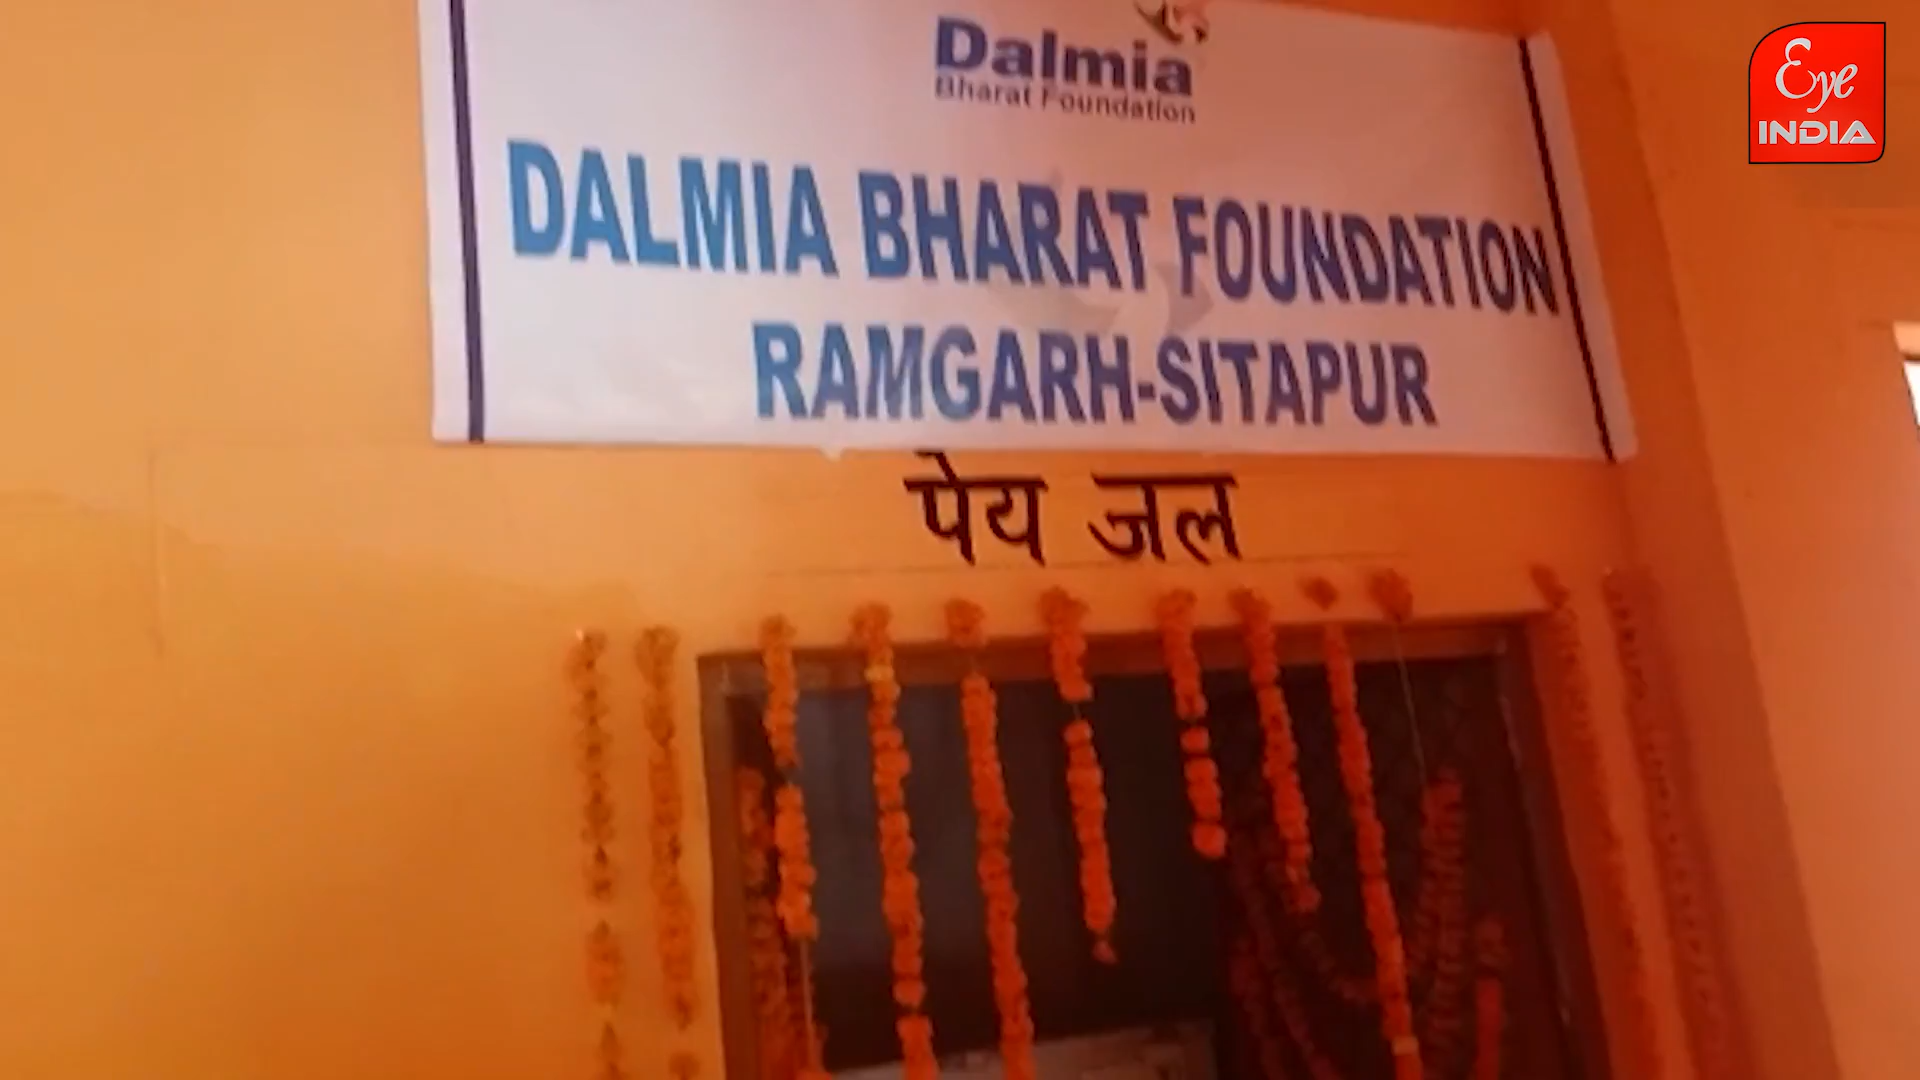 Dalmia
Bharat Foundation
DALMIA BHARAT FOUNDATION
RAMGARH-SITAPUR
पेय जल
Eye
INDIA